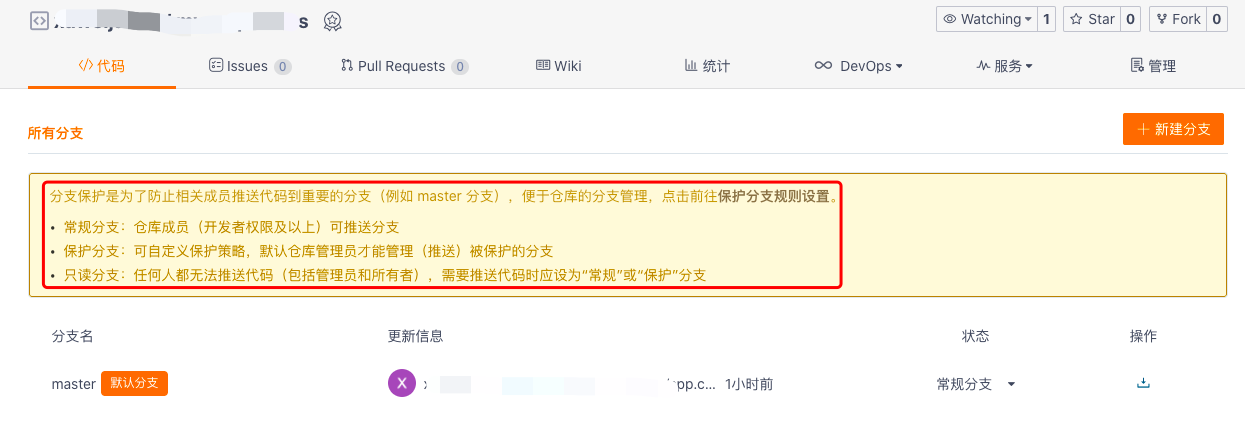 s
Watching 1 Star 0 Fork 0
代码 Issues 0 Pull Requests 0 Wiki 统计 DevOps 服务 管理
所有分支 + 新建分支
分支保护是为了防止相关成员推送代码到重要的分支（例如 master 分支），便于仓库的分支管理，点击前往保护分支规则设置。
• 常规分支：仓库成员（开发者权限及以上）可推送分支
• 保护分支：可自定义保护策略，默认仓库管理员才能管理（推送）被保护的分支
• 只读分支：任何人都无法推送代码（包括管理员和所有者），需要推送代码时应设为“常规”或“保护”分支
分支名 更新信息 状态 操作
master 默认分支 X /app.c... 1小时前 常规分支